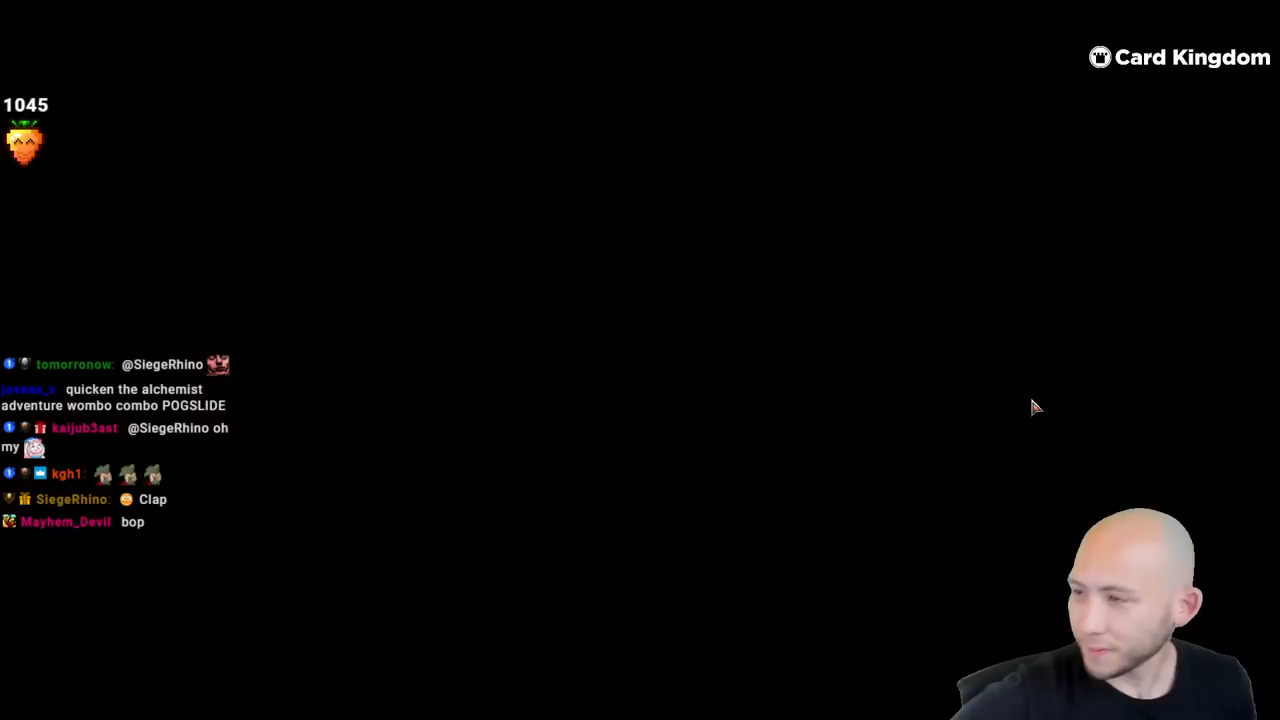 Card Kingdom
1045
tomorronow: @SiegeRhino
quicken the alchemist
adventure wombo combo POGSLIDE
kaijub3ast @SiegeRhino oh
my
kgh1:
SiegeRhino: Clap
Mayhem_Devil bop